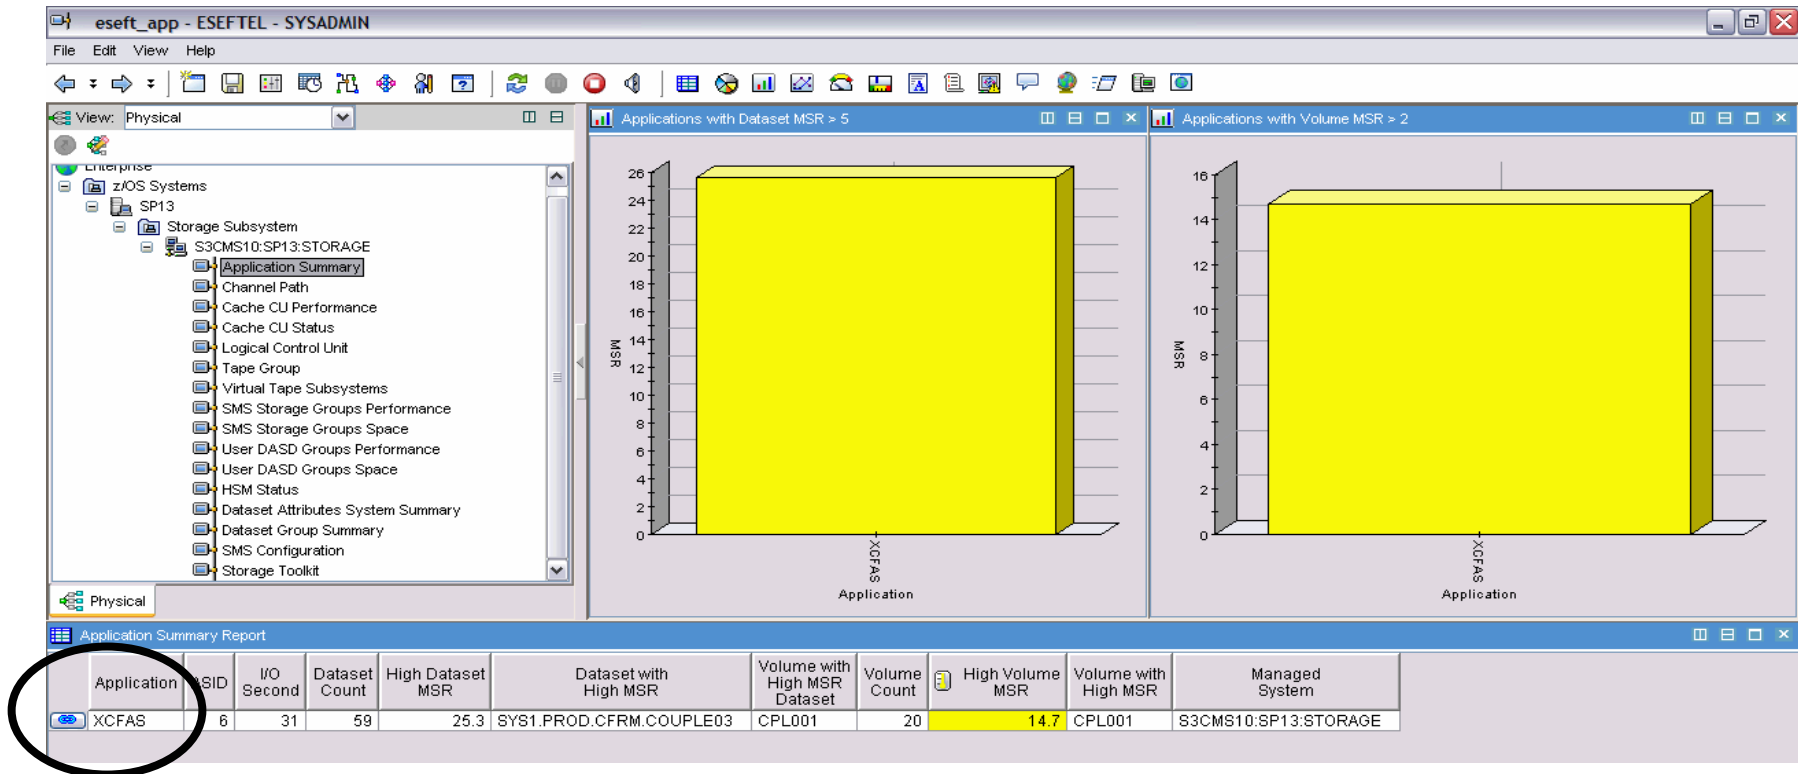 eseft_app - ESEFTEL - SYSADMIN
File Edit View Help
View: Physical
Enterprise
z/OS Systems
SP13
Storage Subsystem
S3CMS10:SP13:STORAGE
Application Summary
Channel Path
Cache CU Performance
Cache CU Status
Logical Control Unit
Tape Group
Virtual Tape Subsystems
SMS Storage Groups Performance
SMS Storage Groups Space
User DASD Groups Performance
User DASD Groups Space
HSM Status
Dataset Attributes System Summary
Dataset Group Summary
SMS Configuration
Storage Toolkit
Physical
Applications with Dataset MSR > 5
26
24
22
20
18
16
14
12
10
8
6
4
2
0
MSR
XCFAS
Application
Applications with Volume MSR > 2
16
14
12
10
8
6
4
2
0
MSR
XCFAS
Application
Application Summary Report
Application ASID I/O Second Dataset Count High Dataset MSR Dataset with High MSR Volume with High MSR Dataset Volume Count High Volume MSR Volume with High MSR Managed System
XCFAS 6 31 59 25.3 SYS1.PROD.CFRM.COUPLE03 CPL001 20 14.7 CPL001 S3CMS10:SP13:STORAGE